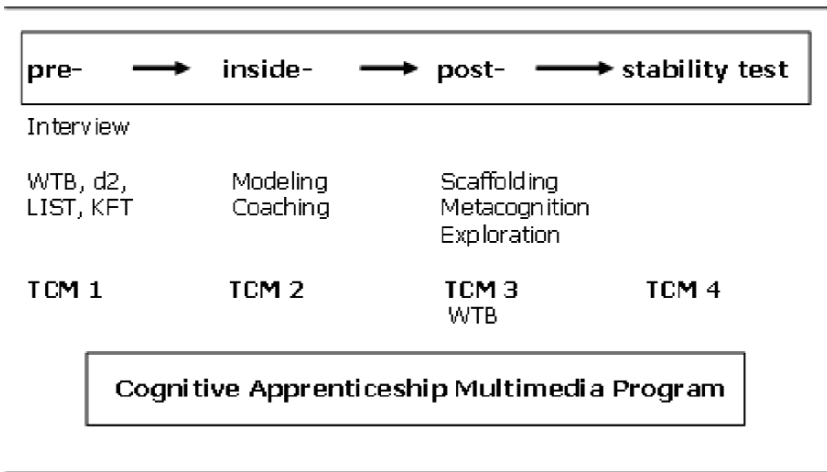 pre- → inside- → post- → stability test
Interview
WTB, d2, Modeling Scaffolding
LIST, KFT Coaching Metacognition
Exploration
TCM 1 TCM 2 TCM 3 TCM 4
WTB
Cognitive Apprenticeship Multimedia Program